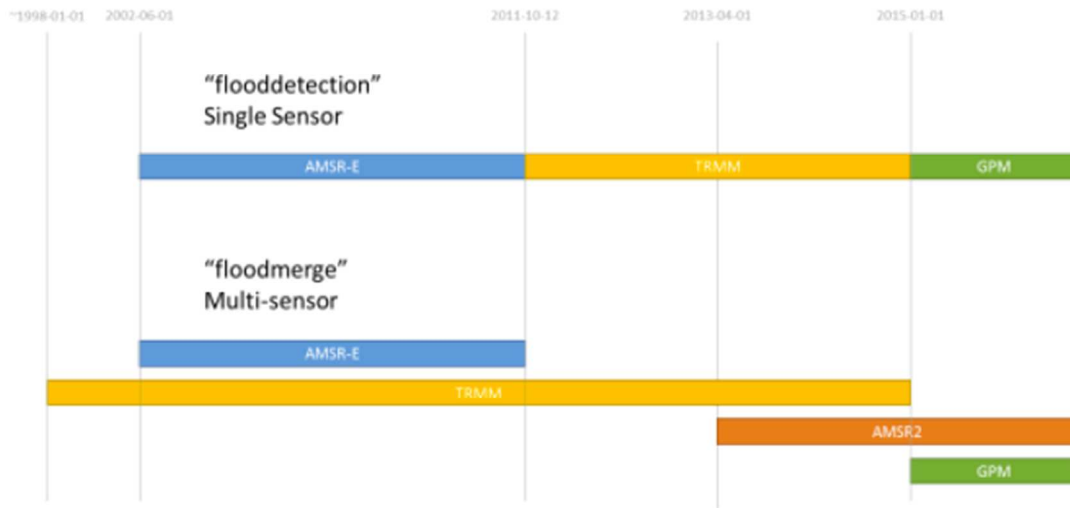 ~1998-01-01 2002-06-01 2011-10-12 2013-04-01 2015-01-01
“flooddetection”
Single Sensor
AMSR-E TRMM GPM
“floodmerge”
Multi-sensor
AMSR-E
TRMM
AMSR2
GPM